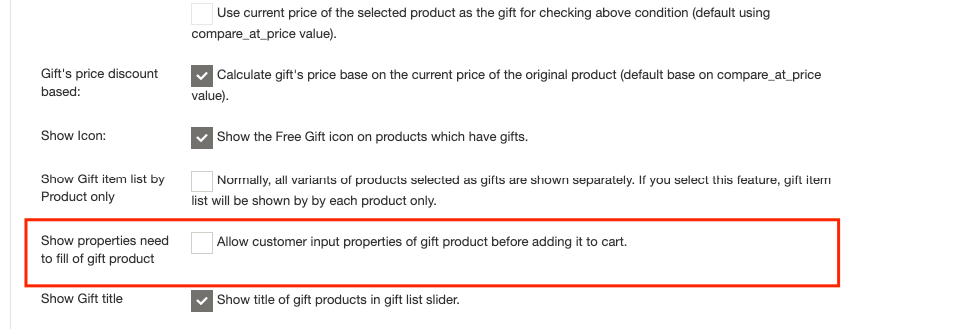 Use current price of the selected product as the gift for checking above condition (default using
compare_at_price value).
Gift's price discount
based:
Calculate gift's price base on the current price of the original product (default base on compare_at_price
value).
Show Icon:
Show the Free Gift icon on products which have gifts.
Show Gift item list by
Product only
Normally, all variants of products selected as gifts are shown separately. If you select this feature, gift item
list will be shown by by each product only.
Show properties need
to fill of gift product
Allow customer input properties of gift product before adding it to cart.
Show Gift title
Show title of gift products in gift list slider.